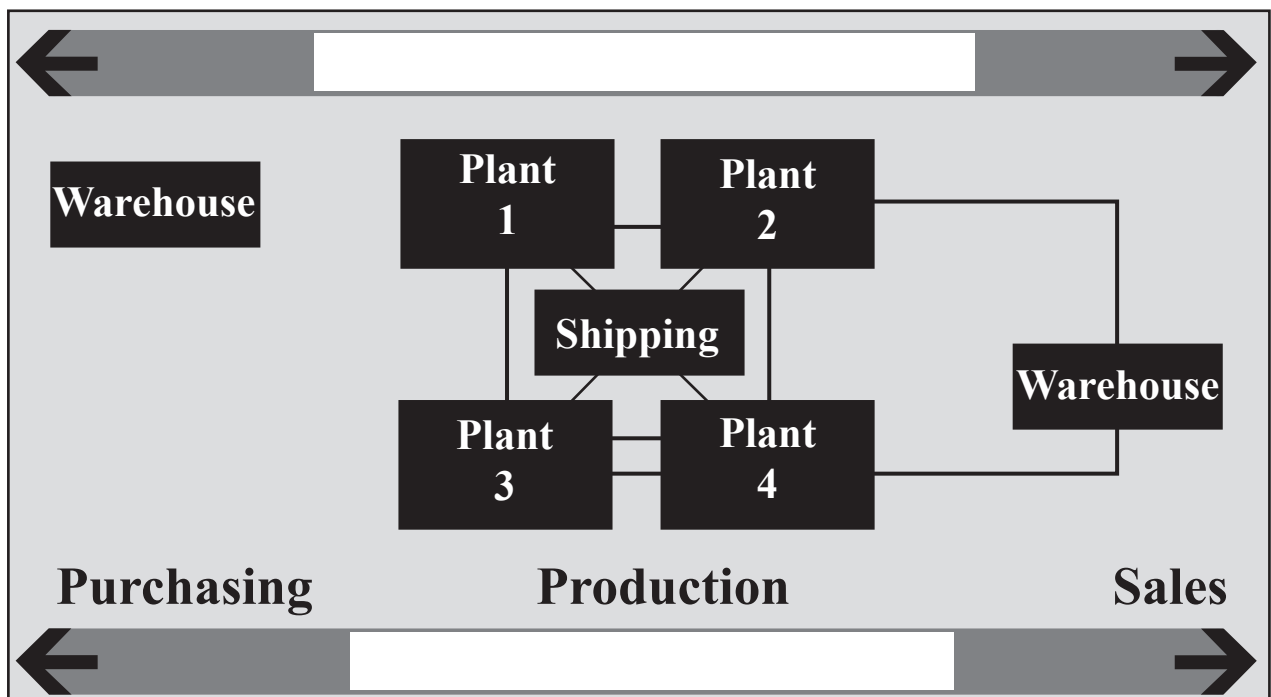 Warehouse
Plant
1
Plant
2
Shipping
Warehouse
Plant
3
Plant
4
Purchasing Production Sales